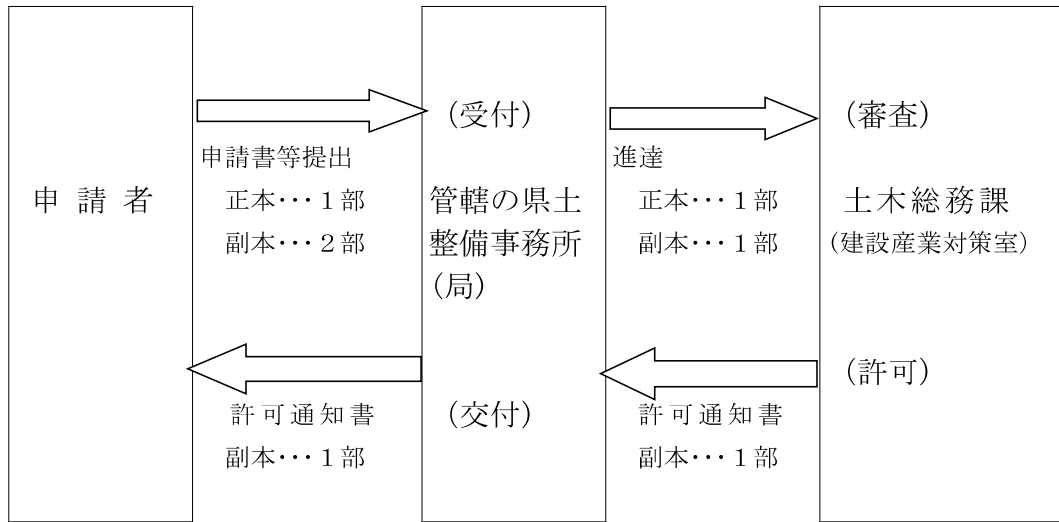 申請者
申請書等提出
正本・・・１部
副本・・・２部
(受付)
管轄の県土
整備事務所
(局)
進達
正本・・・１部
副本・・・１部
(審査)
土木総務課
(建設産業対策室)
(許可)
許可通知書
副本・・・１部
(交付)
許可通知書
副本・・・１部